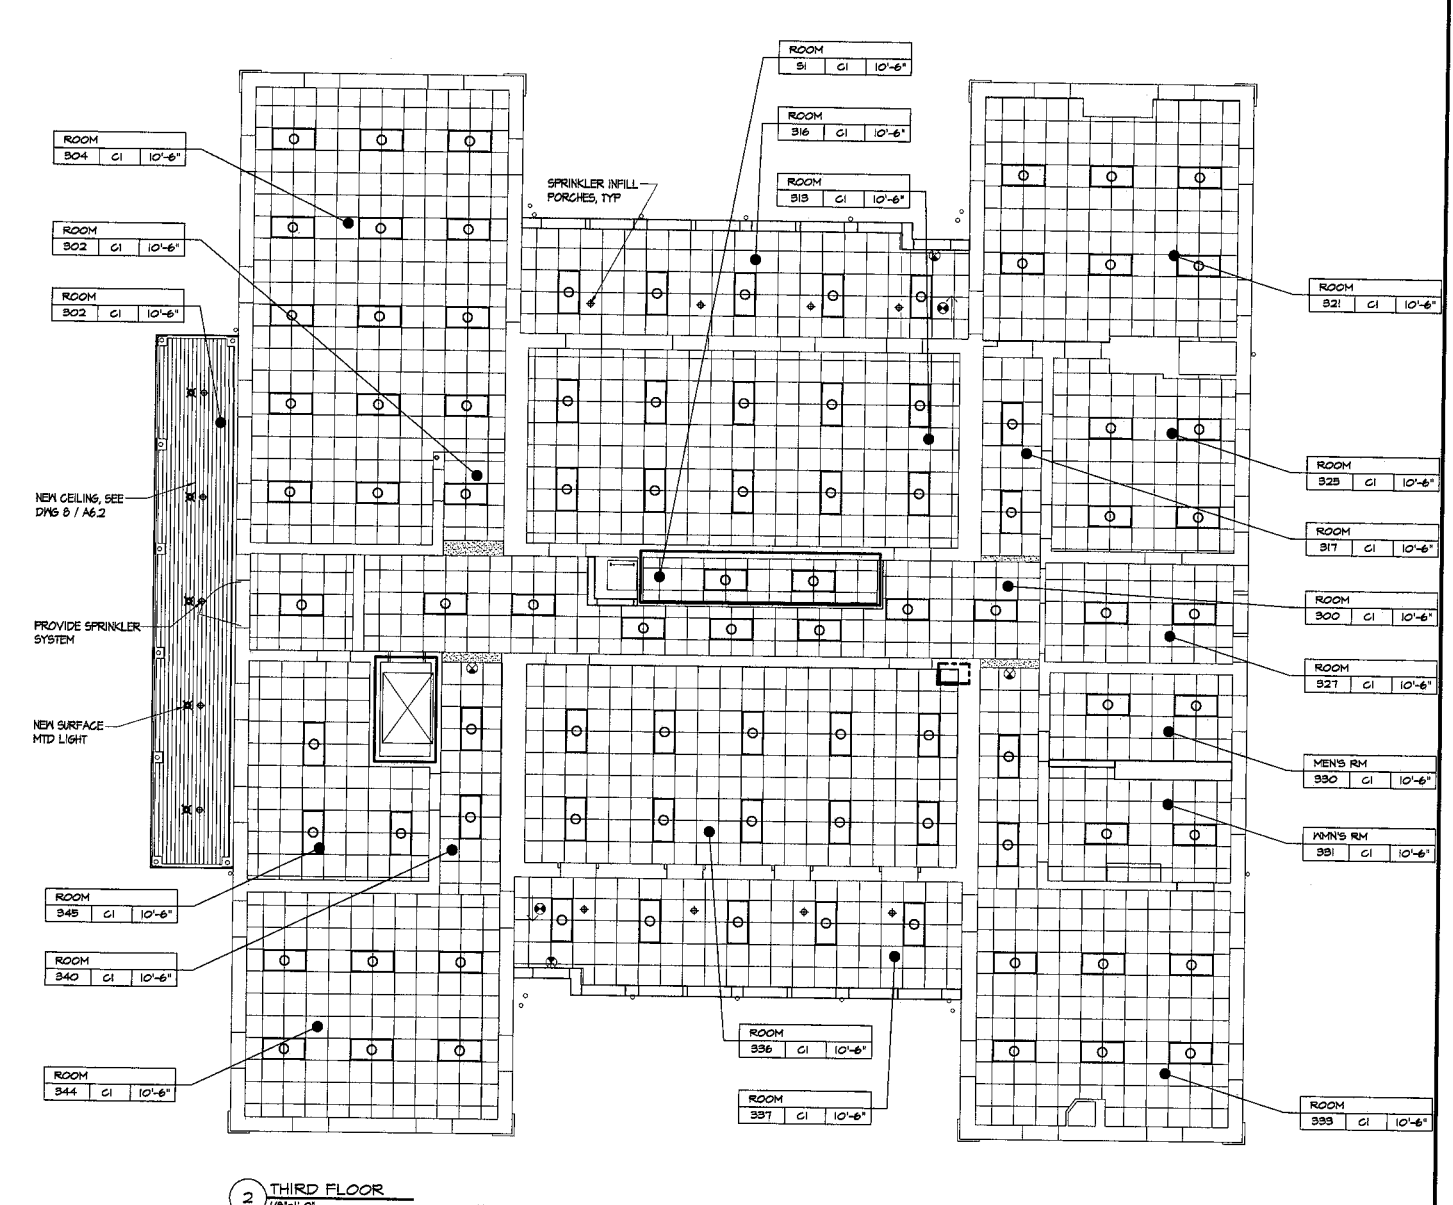 ROOM
S1 C1 10'-6"
ROOM
316 C1 10'-6"
ROOM
313 C1 10'-6"
ROOM
304 C1 10'-6"
ROOM
302 C1 10'-6"
ROOM
302 C1 10'-6"
SPRINKLER INFILL
PORCHES, TYP
NEW CEILING, SEE
DWG 8 / A6.2
PROVIDE SPRINKLER
SYSTEM
NEW SURFACE
MTD LIGHT
ROOM
321 C1 10'-6"
ROOM
325 C1 10'-6"
ROOM
317 C1 10'-6"
ROOM
300 C1 10'-6"
ROOM
327 C1 10'-6"
MEN'S RM
330 C1 10'-6"
WMN'S RM
331 C1 10'-6"
ROOM
345 C1 10'-6"
ROOM
340 C1 10'-6"
ROOM
344 C1 10'-6"
ROOM
336 C1 10'-6"
ROOM
337 C1 10'-6"
ROOM
333 C1 10'-6"
2 THIRD FLOOR